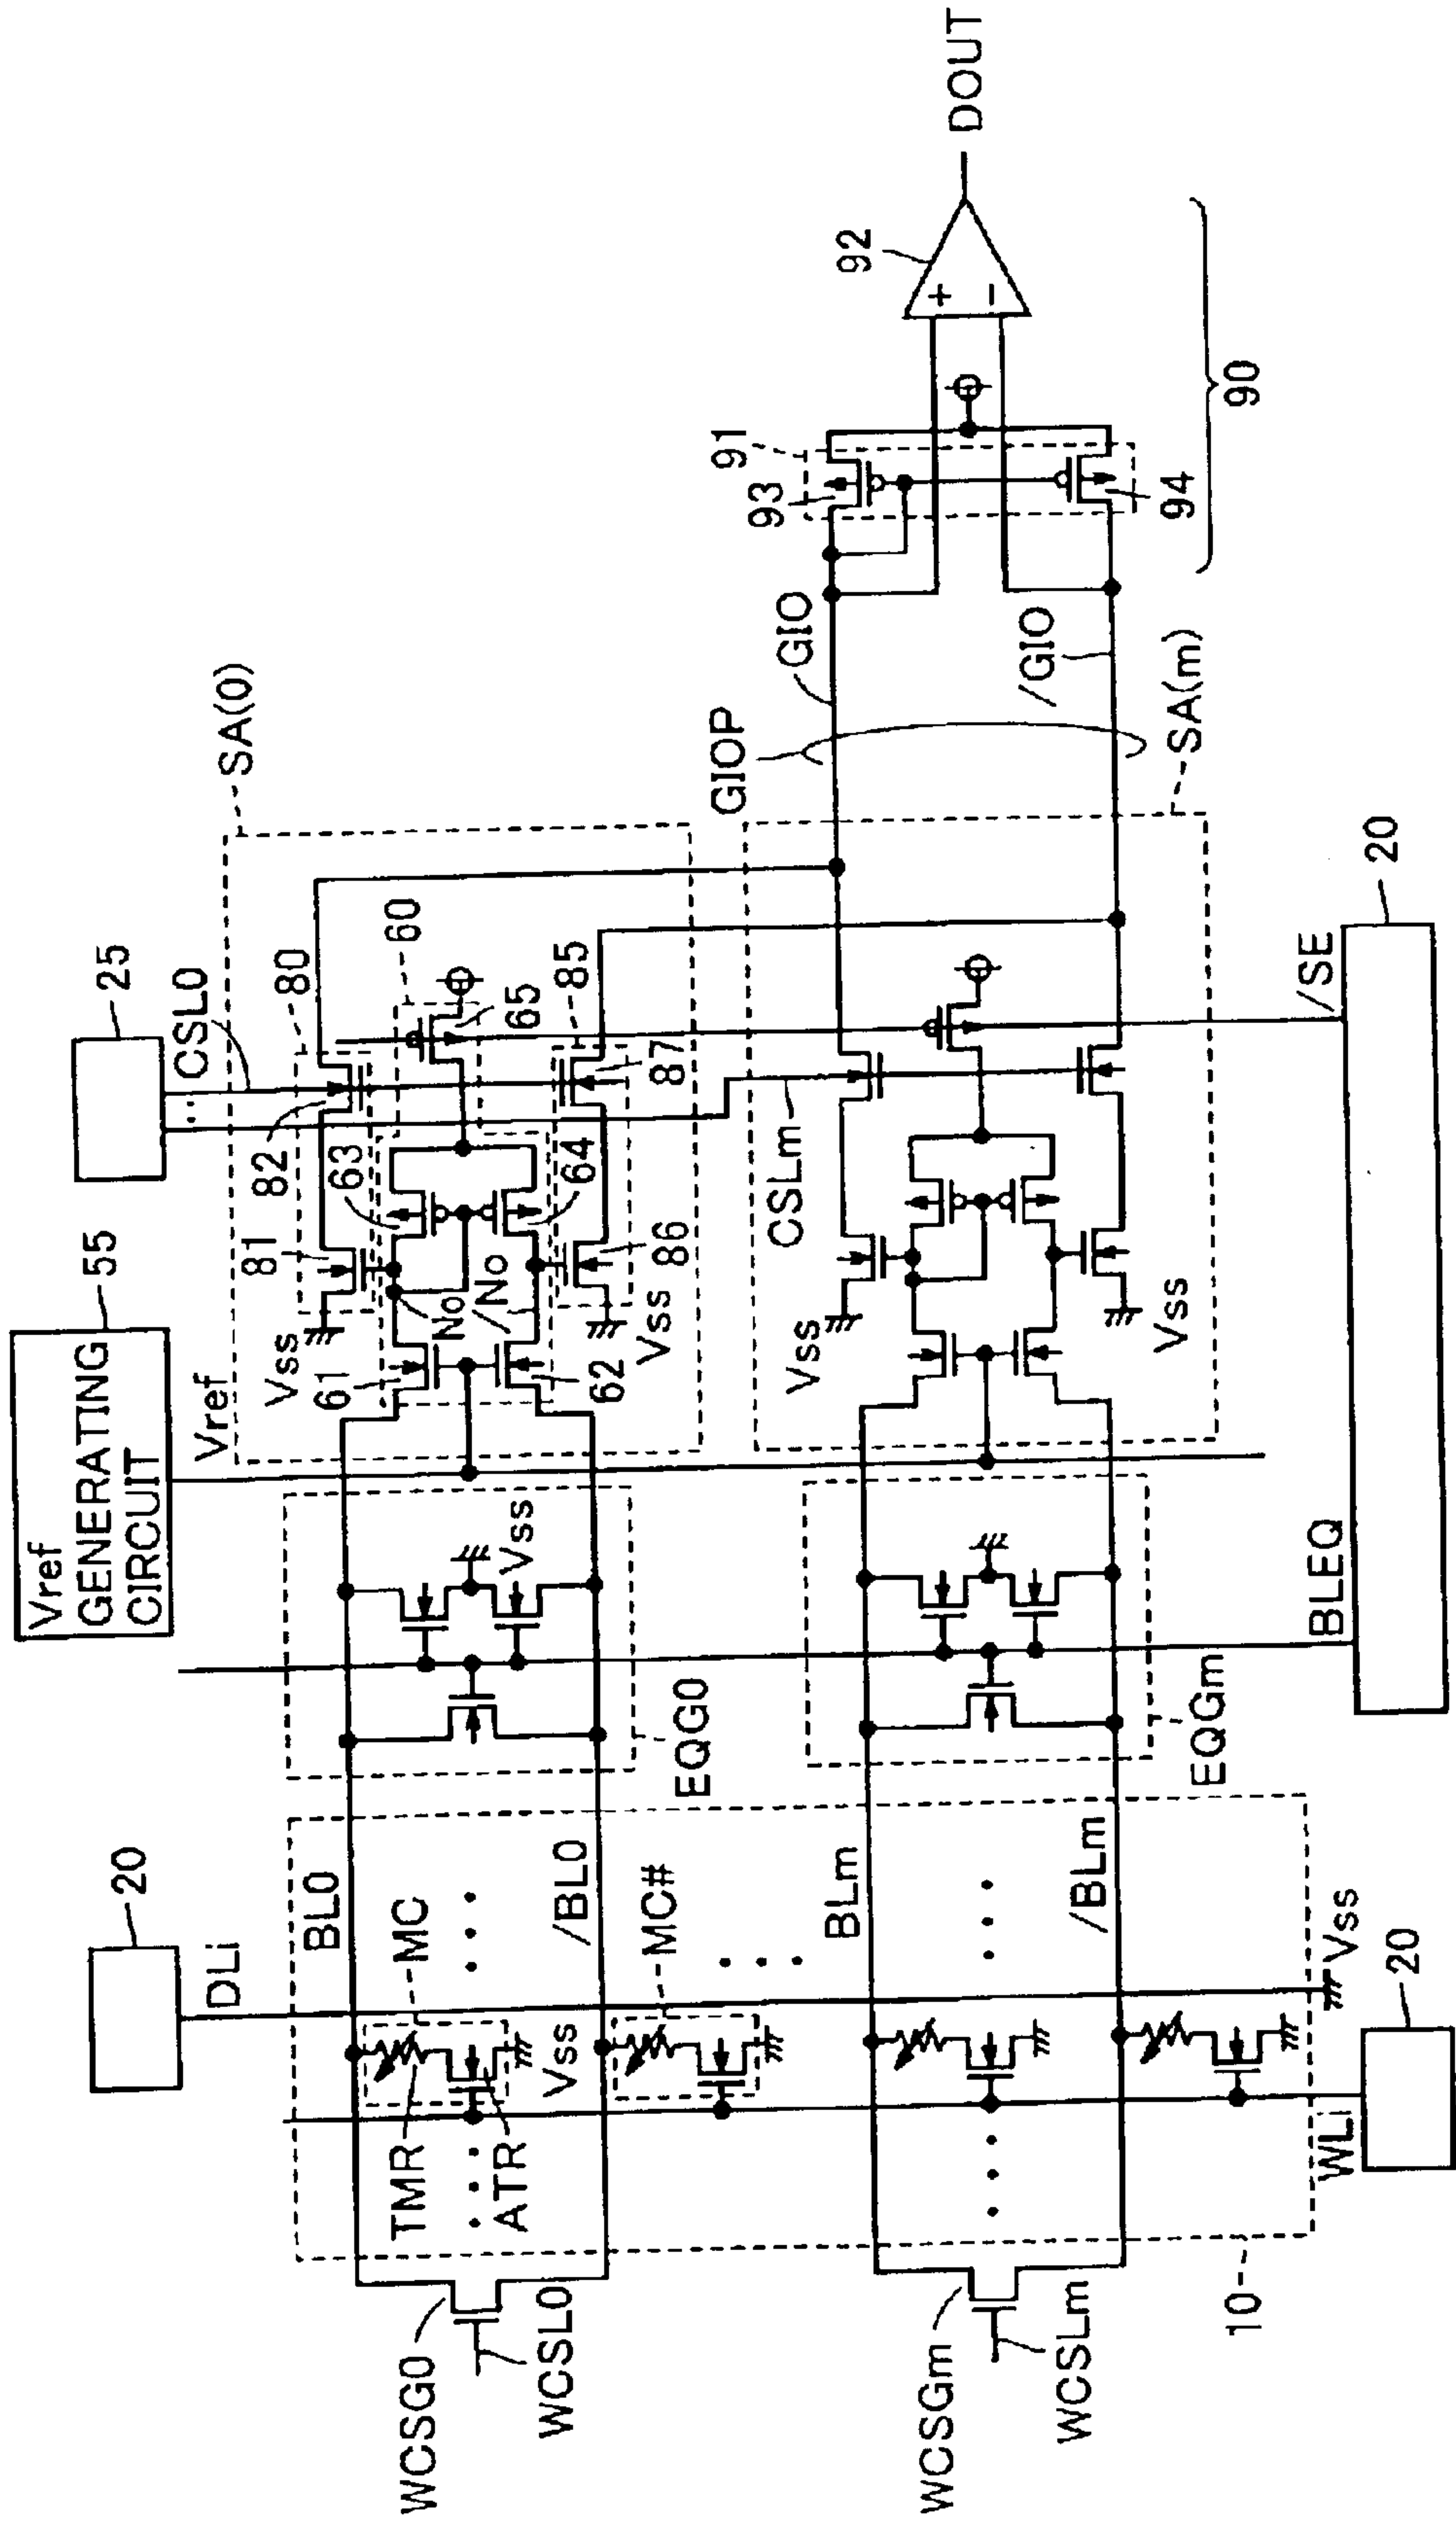 Vref
GENERATING
CIRCUIT
55
25
CSL0
20
DLi
Vref
SA(0)
80
82
81
63
Vss
61
No
/No
60
65
64
85
87
86
Vss
62
BL0
MC
TMR
ATR
Vss
/BL0
MC#
Vss
EQG0
WCSG0
WCSL0
GIOP
GIO
/GIO
91
93
94
92
DOUT
90
SA(m)
CSLm
Vss
Vss
BLm
/BLm
EQGm
WCSGm
WCSLm
10
WLi
20
Vss
BLEQ
/SE
20